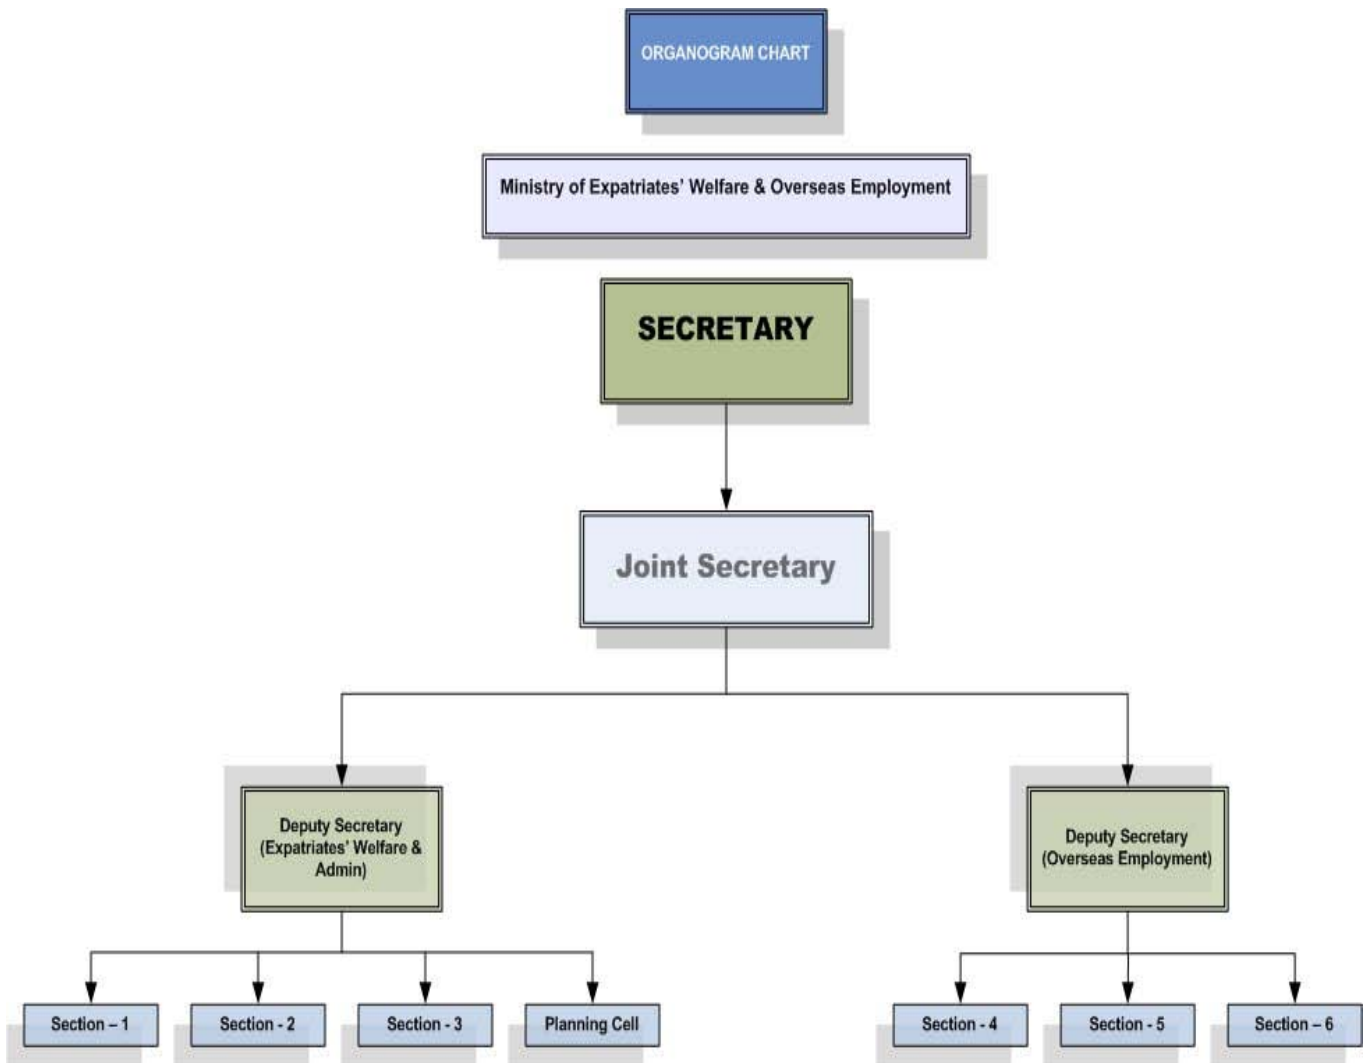 ORGANOGRAM CHART
Ministry of Expatriates' Welfare & Overseas Employment
SECRETARY
Joint Secretary
Deputy Secretary
(Expatriates' Welfare &
Admin)
Deputy Secretary
(Overseas Employment)
Section – 1
Section - 2
Section - 3
Planning Cell
Section - 4
Section - 5
Section – 6